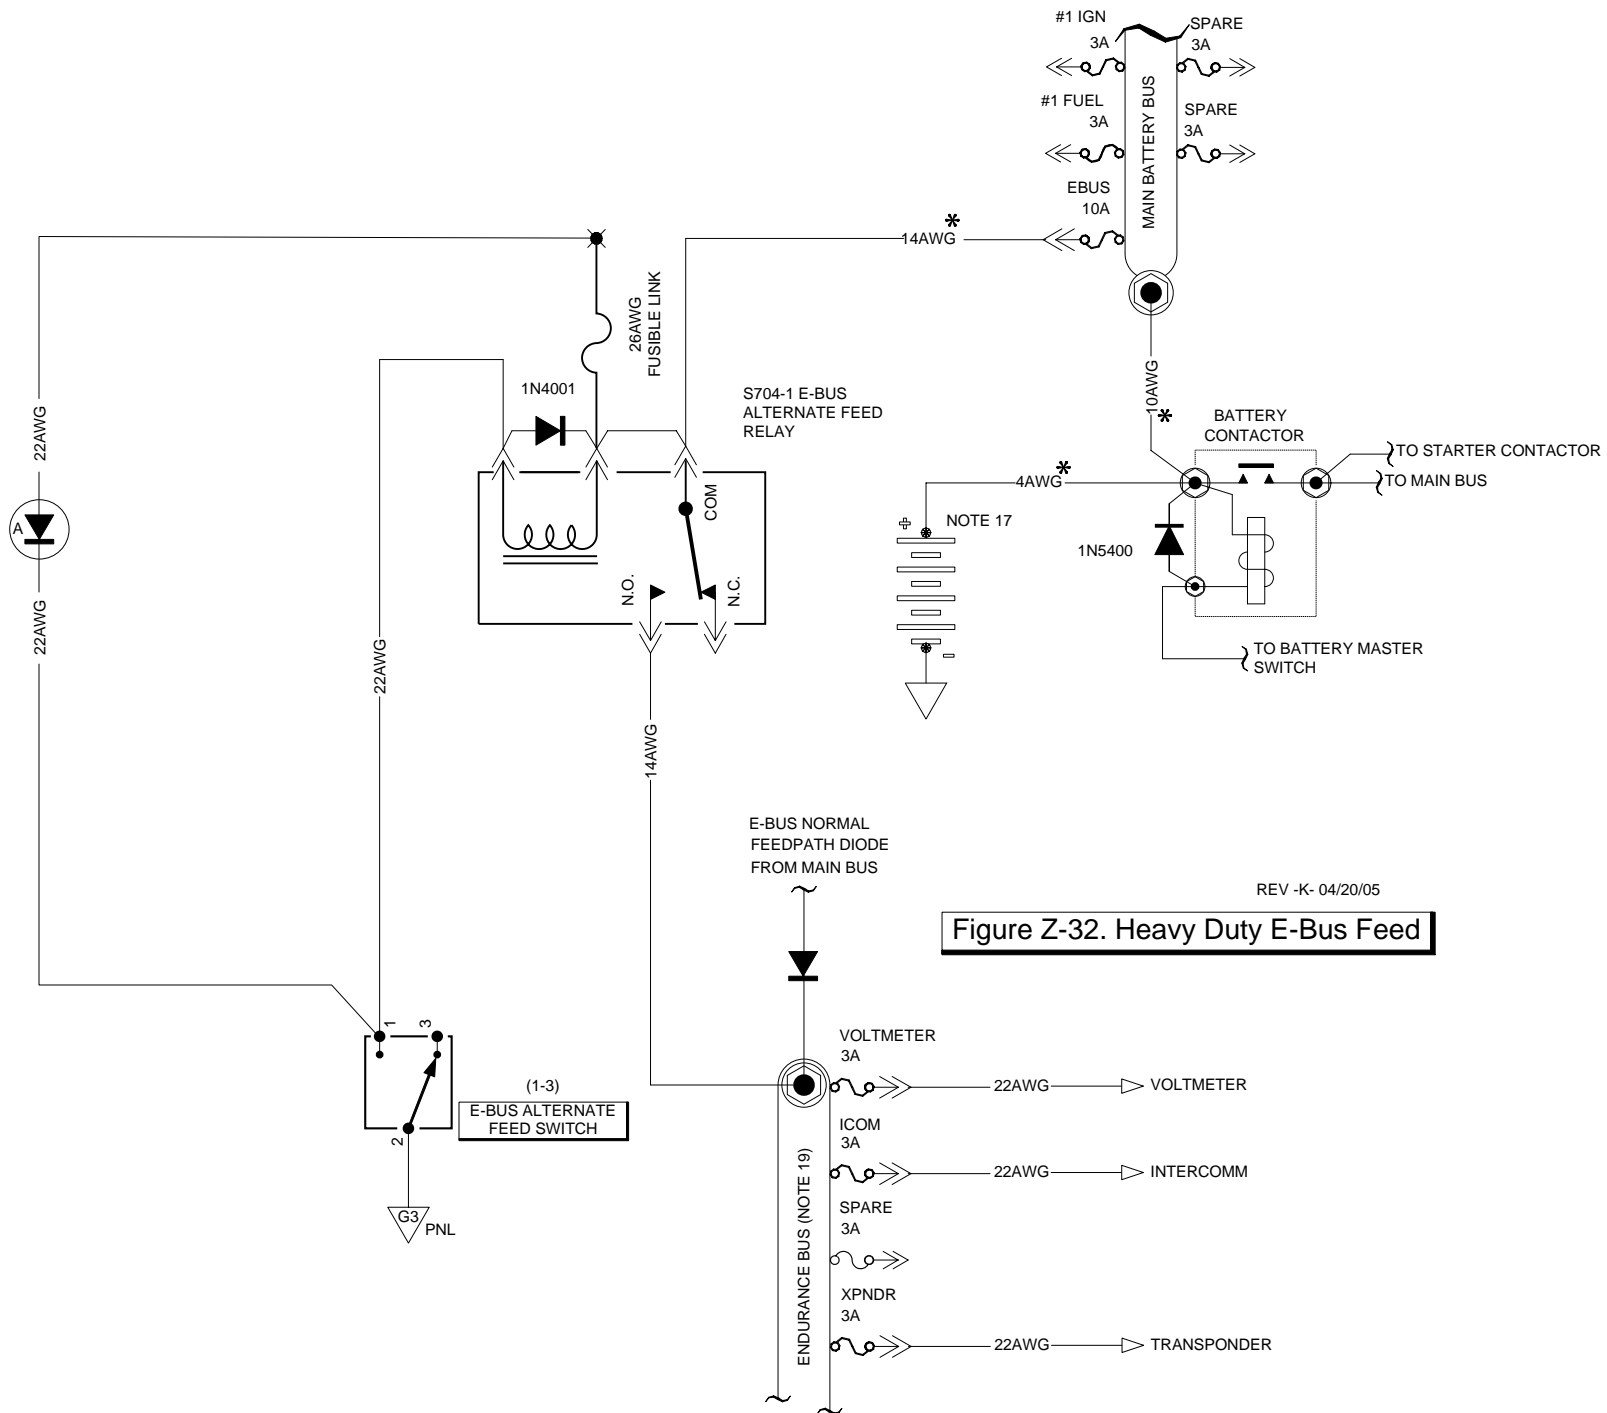 #1 IGN
3A
SPARE
3A
#1 FUEL
3A
SPARE
3A
EBUS
10A
MAIN BATTERY BUS
14AWG*
26AWG
FUSIBLE LINK
1N4001
S704-1 E-BUS
ALTERNATE FEED
RELAY
10AWG*
BATTERY
CONTACTOR
TO STARTER CONTACTOR
TO MAIN BUS
4AWG*
+
NOTE 17
-
1N5400
TO BATTERY MASTER
SWITCH
22AWG
A
22AWG
22AWG
COM
N.O.
N.C.
14AWG
E-BUS NORMAL
FEEDPATH DIODE
FROM MAIN BUS
REV -K- 04/20/05
Figure Z-32. Heavy Duty E-Bus Feed
1
3
2
(1-3)
E-BUS ALTERNATE
FEED SWITCH
G3
PNL
VOLTMETER
3A
22AWG
VOLTMETER
ICOM
3A
22AWG
INTERCOMM
SPARE
3A
XPNDR
3A
22AWG
TRANSPONDER
ENDURANCE BUS (NOTE 19)